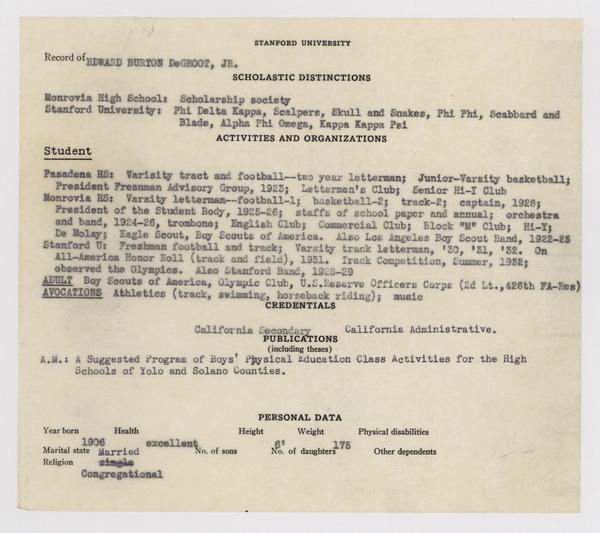 STANFORD UNIVERSITY
Record of EDWARD BURTON DeGROOT, JR.
SCHOLASTIC DISTINCTIONS
Monrovia High School: Scholarship society
Stanford University: Phi Delta Kappa, Scalpers, Skull and Snakes, Phi Phi, Scabbard and
Blade, Alpha Phi Omega, Kappa Kappa Psi
ACTIVITIES AND ORGANIZATIONS
Student
Pasadena HS: Varisity tract and football--two year letterman; Junior-Varsity basketball;
President Freshman Advisory Group, 1923; Lettermen's Club; Senior Hi-Y Club
Monrovia HS: Varsity letterman--football-1; basketball-2; track-2; captain, 1926;
President of the Student Body, 1925-26; staffs of school paper and annual; orchestra
and band, 1924-26, trombone; English Club; Commercial Club; Block "M" Club; Hi-Y;
De Molay; Eagle Scout, Boy Scouts of America. Also Los Angeles Boy Scout Band, 1922-25
Stanford U: Freshman football and track; Varsity track letterman, '30, '31, '32. On
All-America Honor Roll (track and field), 1931. Track Competition, Summer, 1932;
observed the Olympics. Also Stanford Band, 1928-29
ADULT Boy Scouts of America, Olympic Club, U.S.Reserve Officers Corps (2d Lt.,426th FA-Res)
AVOCATIONS Athletics (track, swimming, horseback riding); music
CREDENTIALS
California Secondary California Administrative.
PUBLICATIONS
(including theses)
A.M.: A Suggested Program of Boys' Physical Education Class Activities for the High
Schools of Yolo and Solano Counties.
PERSONAL DATA
Year born Health Height Weight Physical disabilities
1906 excellent 6' 175
Marital state Married No. of sons No. of daughters Other dependents
Religion single
Congregational